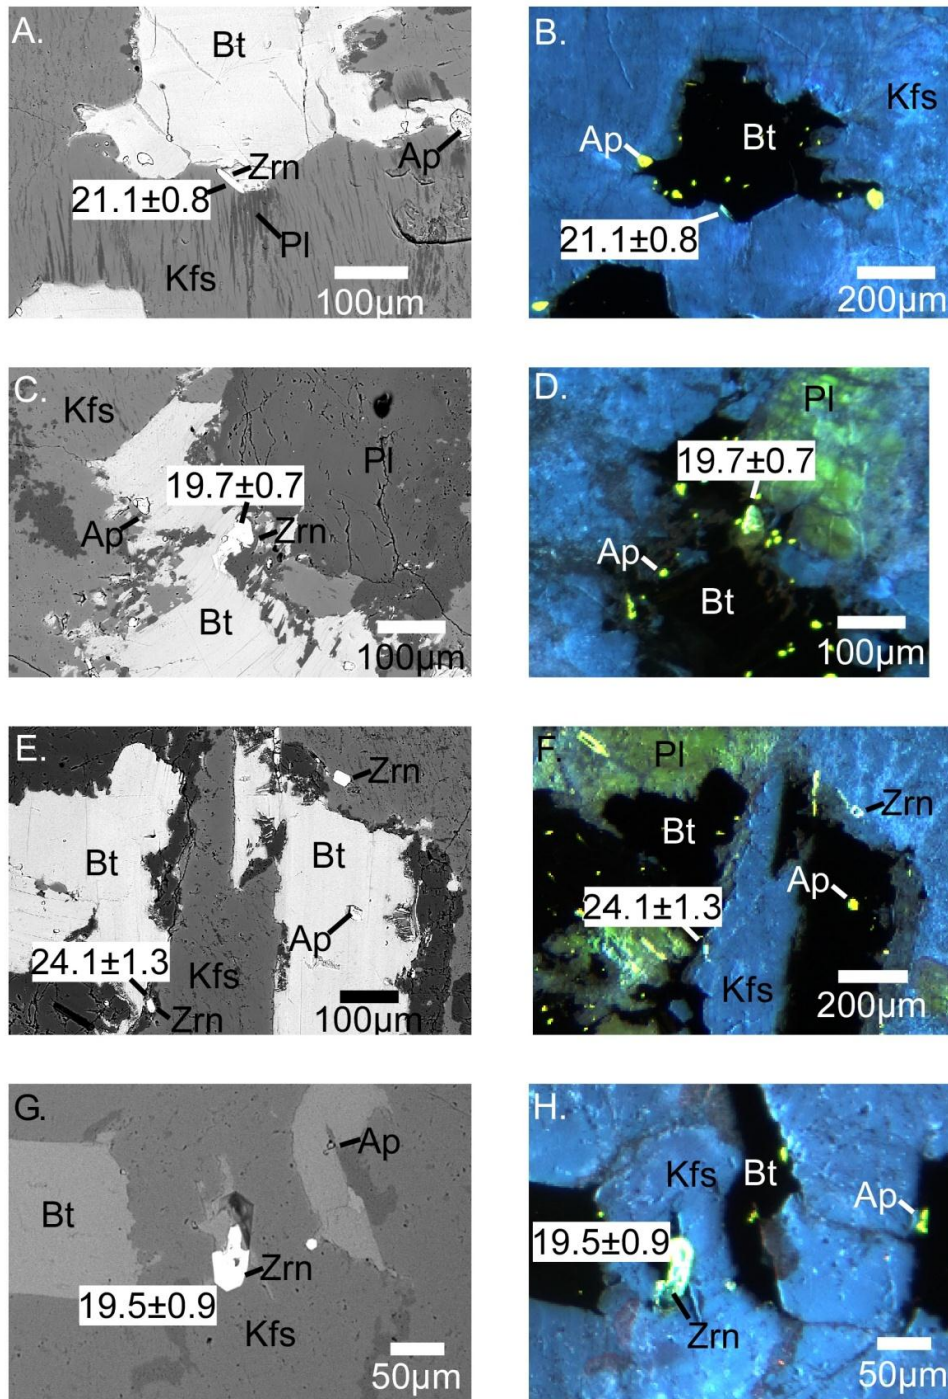 A.
Bt
Ap
Zrn
21.1±0.8
Pl
Kfs
100µm
B.
Kfs
Ap
Bt
21.1±0.8
200µm
C.
Kfs
Pl
19.7±0.7
Ap
Zrn
Bt
100µm
D.
Pl
19.7±0.7
Ap
Bt
100µm
E.
Zrn
Bt
Bt
Ap
24.1±1.3
Kfs
Zrn
100µm
F.
Pl
Zrn
Bt
Ap
24.1±1.3
Kfs
200µm
G.
Ap
Bt
Zrn
19.5±0.9
Kfs
50µm
H.
Kfs
Bt
Ap
19.5±0.9
Zrn
50µm